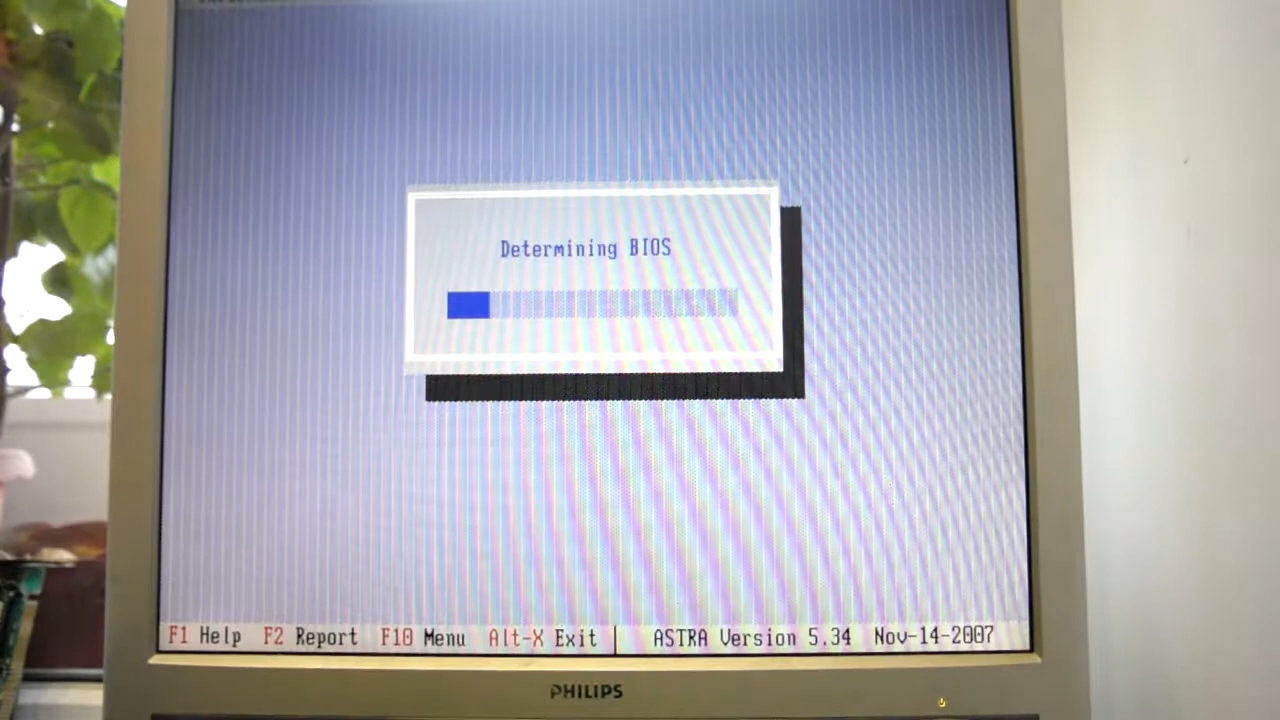 Determining BIOS
F1 Help F2 Report F10 Menu Alt-X Exit | ASTRA Version 5.34 Nov-14-2007
PHILIPS